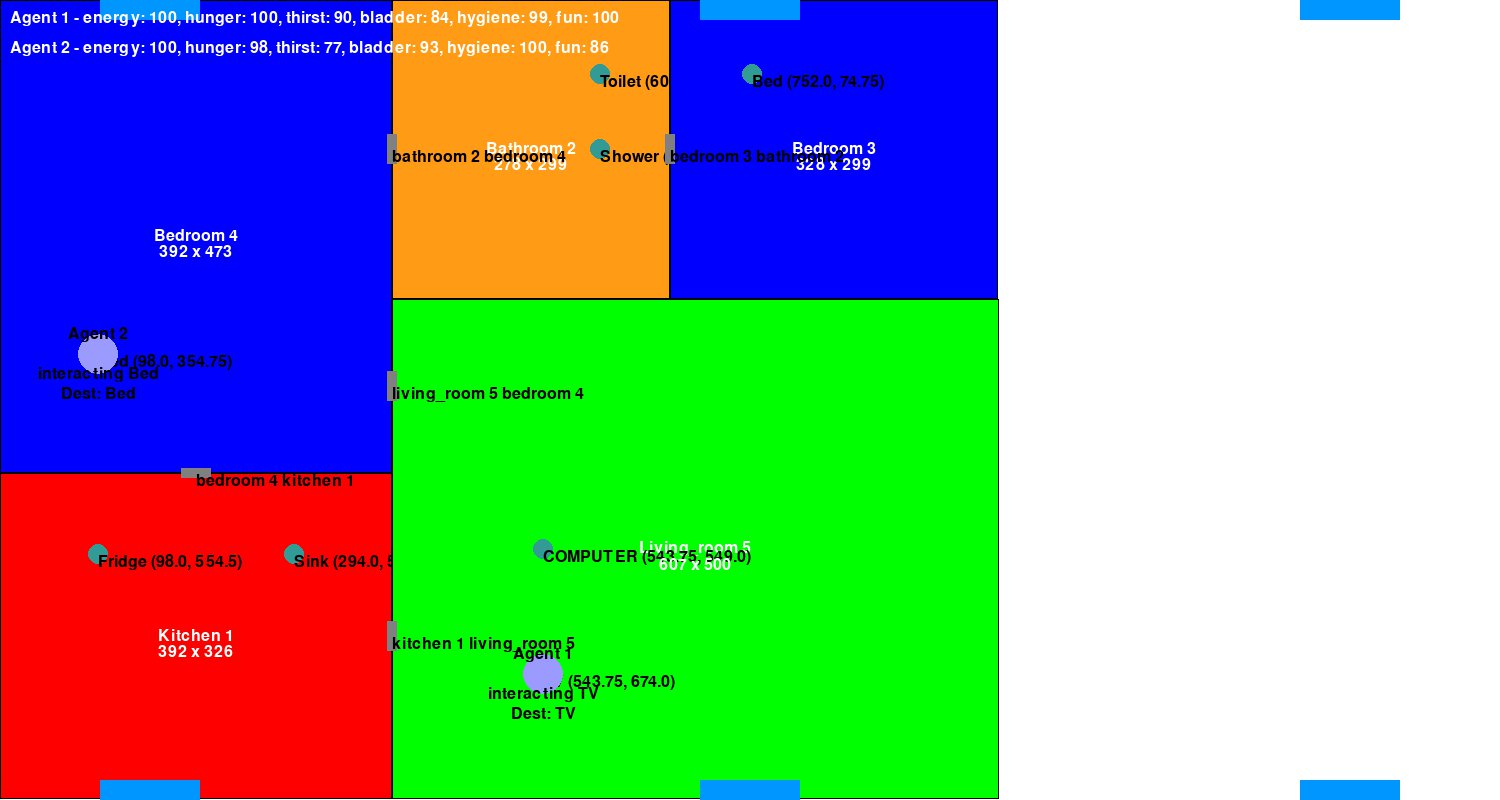 Agent 1 - energy: 100, hunger: 100, thirst: 90, bladder: 84, hygiene: 99, fun: 100
Agent 2 - energy: 100, hunger: 98, thirst: 77, bladder: 93, hygiene: 100, fun: 86
Toilet (60
Bed (752.0, 74.75)
Bathroom 2
278 x 299
bathroom 2 bedroom 4
Shower (
bedroom 3 bathroom 2
Bedroom 3
328 x 299
Bedroom 4
392 x 473
Agent 2
(98.0, 354.75)
interacting Bed
Dest: Bed
living_room 5 bedroom 4
bedroom 4 kitchen 1
Fridge (98.0, 554.5)
Sink (294.0, 5
COMPUTER (543.75, 549.0)
Living_room 5
607 x 500
Kitchen 1
392 x 326
kitchen 1 living_room 5
Agent 1
(543.75, 674.0)
interacting TV
Dest: TV